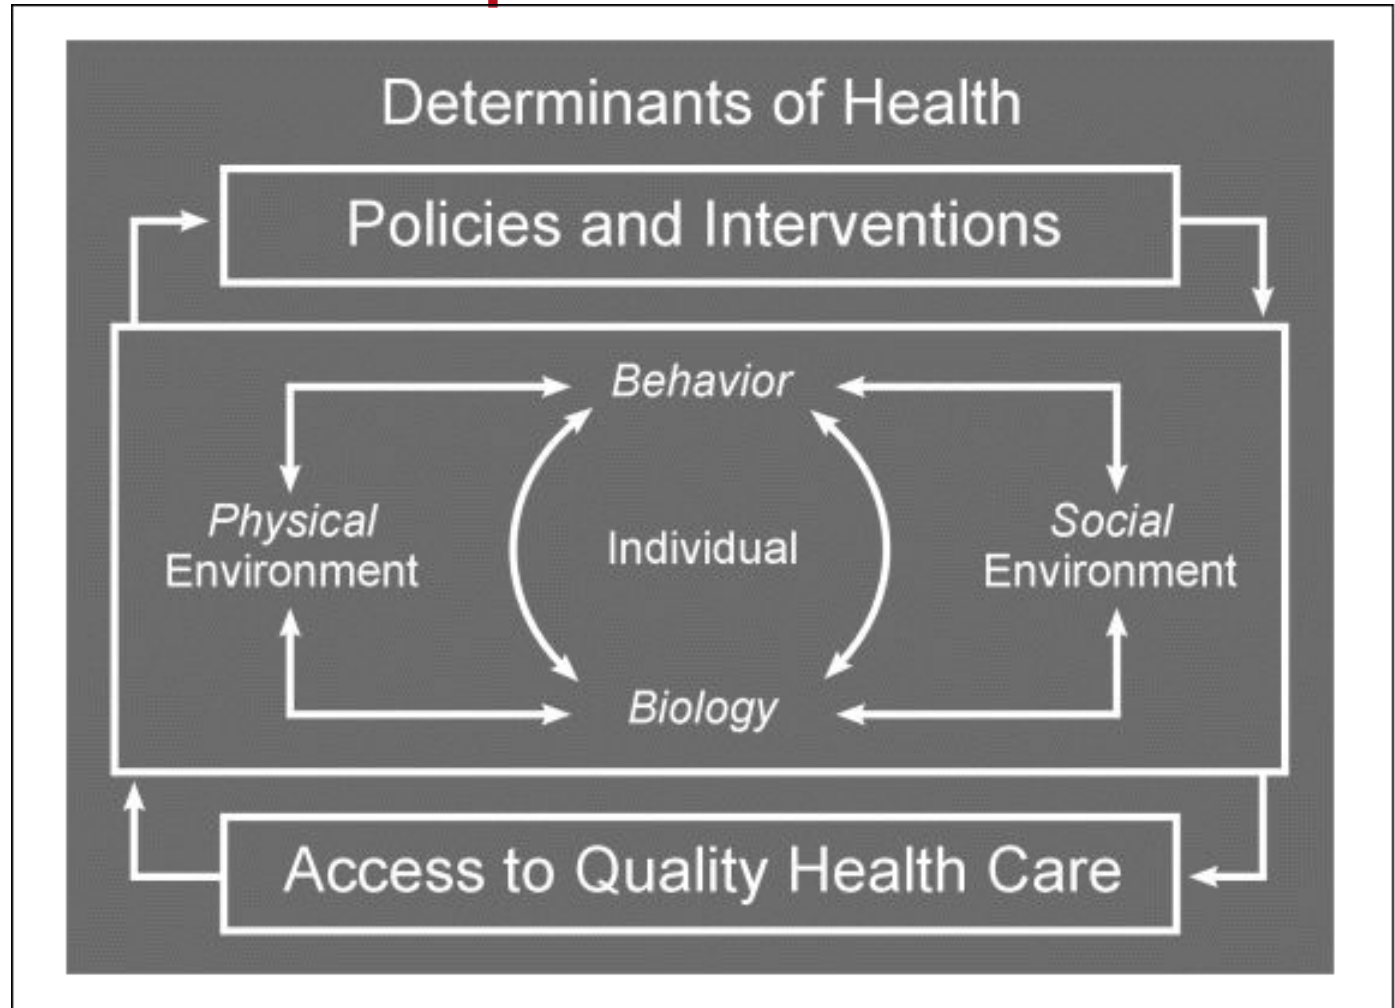 Determinants of Health
Policies and Interventions
Behavior
Physical
Environment
Individual
Social
Environment
Biology
Access to Quality Health Care